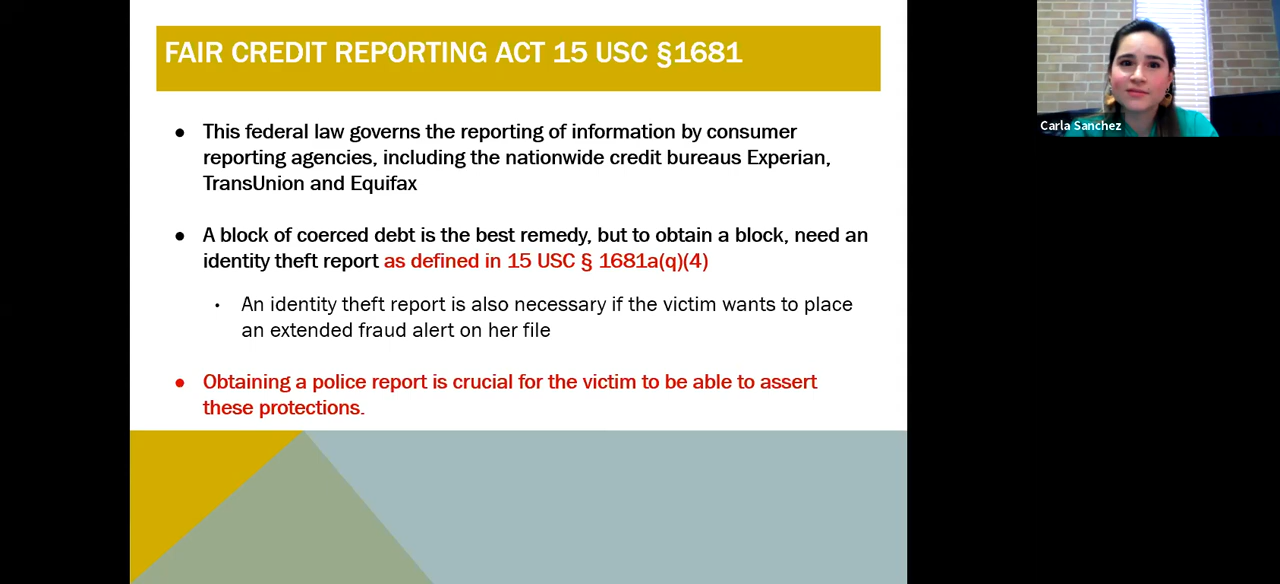 FAIR CREDIT REPORTING ACT 15 USC §1681
● This federal law governs the reporting of information by consumer
reporting agencies, including the nationwide credit bureaus Experian,
TransUnion and Equifax
● A block of coerced debt is the best remedy, but to obtain a block, need an
identity theft report as defined in 15 USC § 1681a(q)(4)
• An identity theft report is also necessary if the victim wants to place
an extended fraud alert on her file
● Obtaining a police report is crucial for the victim to be able to assert
these protections.
Carla Sanchez